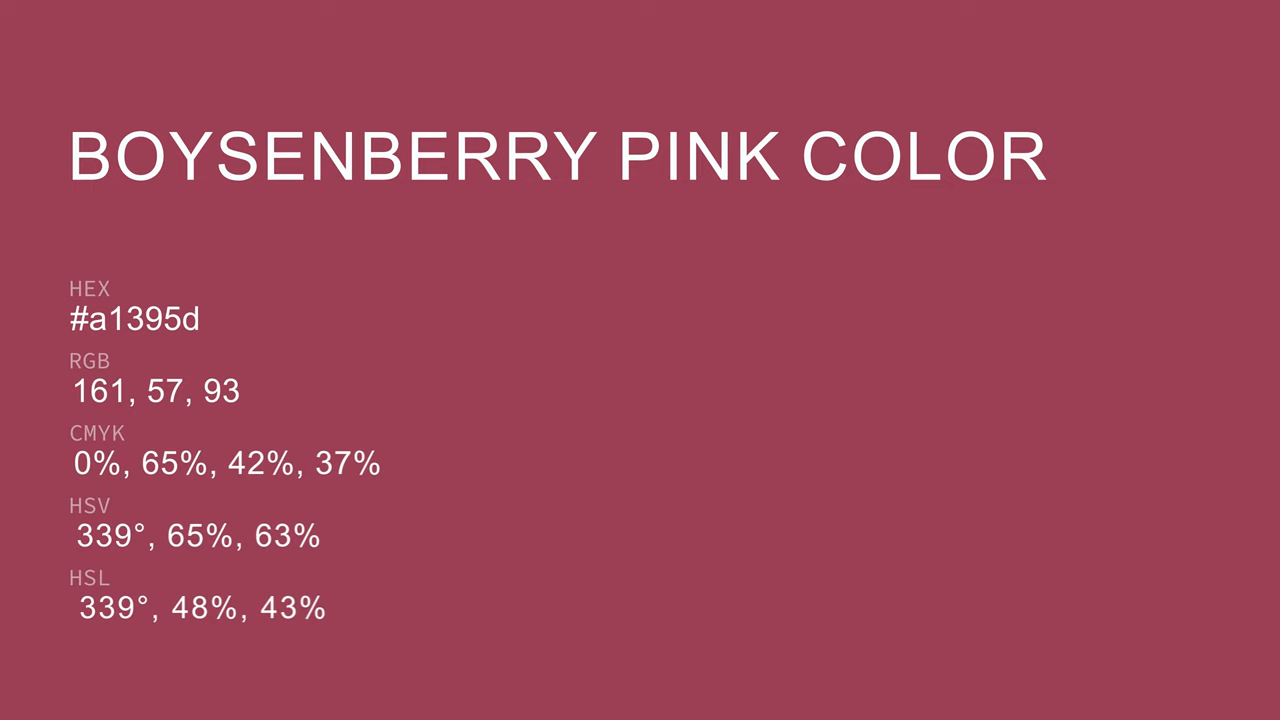 BOYSENBERRY PINK COLOR
HEX
#a1395d
RGB
161, 57, 93
CMYK
0%, 65%, 42%, 37%
HSV
339°, 65%, 63%
HSL
339°, 48%, 43%